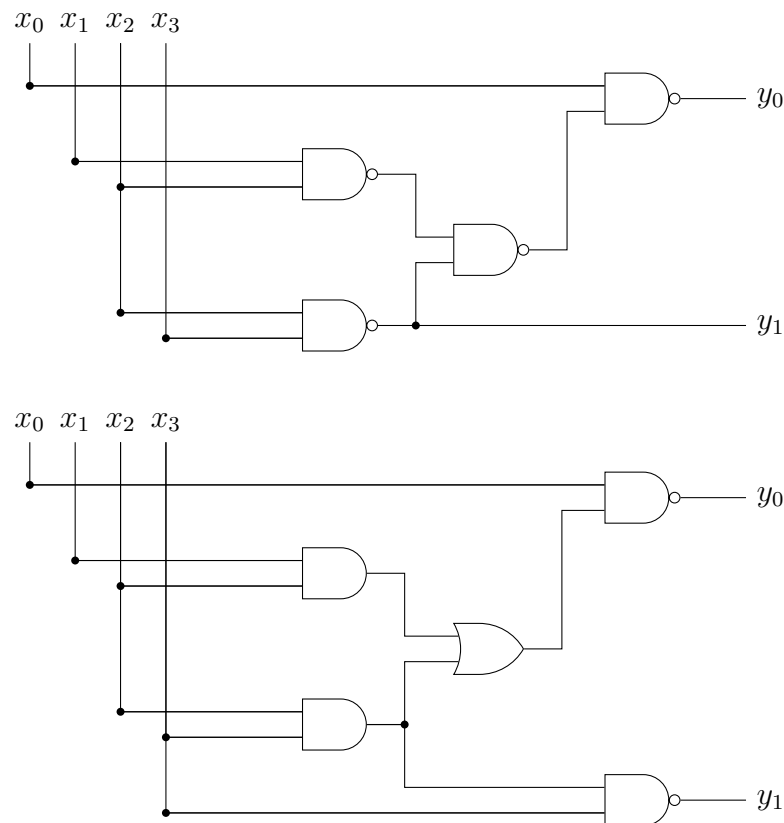 x₀ x₁ x₂ x₃
y₀
y₁
x₀ x₁ x₂ x₃
y₀
y₁